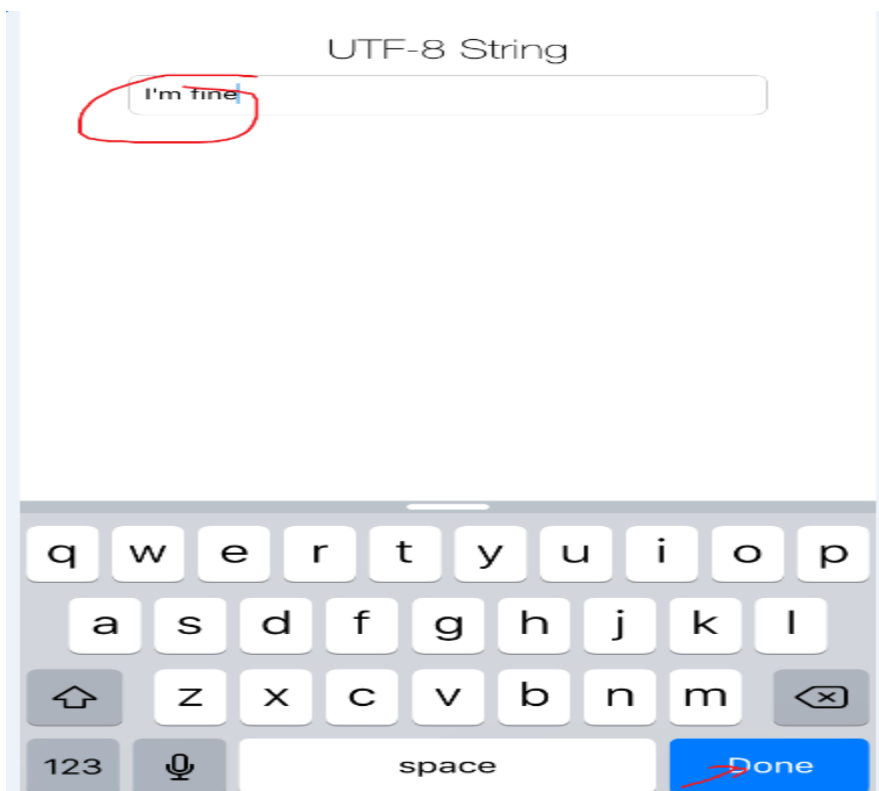 UTF-8 String
I'm fine
q w e r t y u i o p
a s d f g h j k l
z x c v b n m
123 space Done